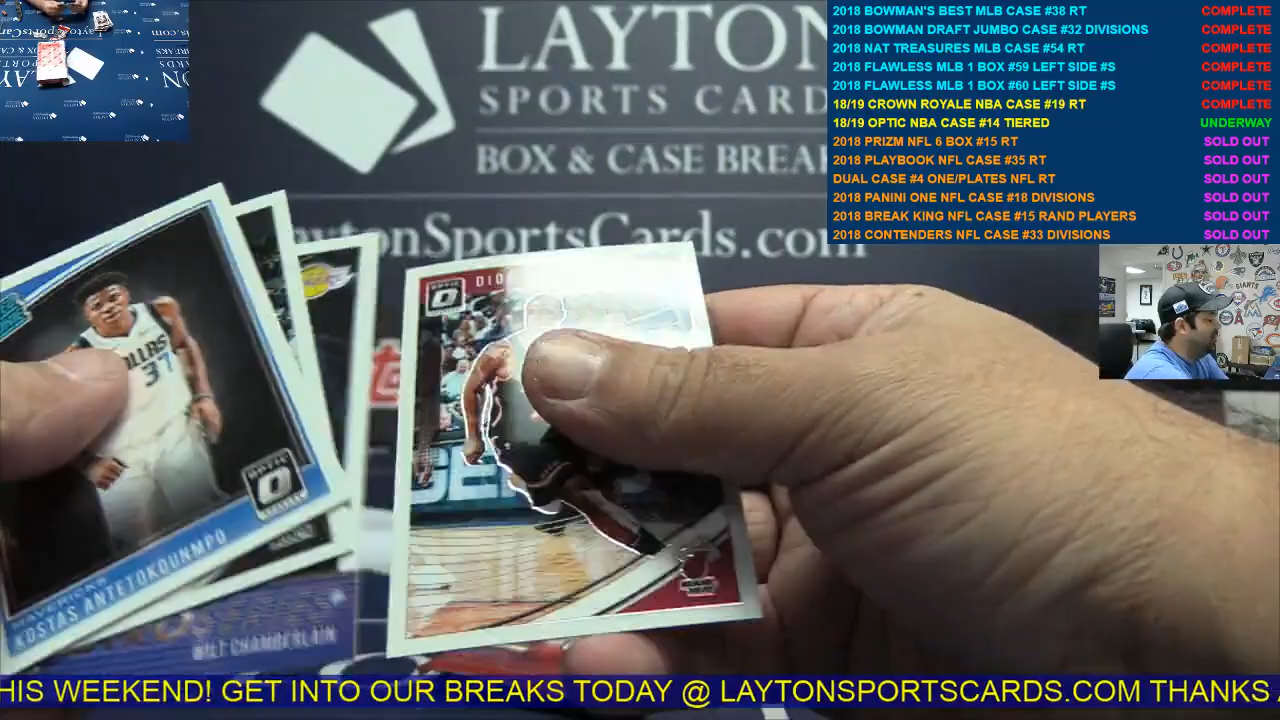 LAYTON
SPORTS CARD
BOX & CASE BREA
aytonSportsCards.com
2018 BOWMAN'S BEST MLB CASE #38 RT COMPLETE
2018 BOWMAN DRAFT JUMBO CASE #32 DIVISIONS COMPLETE
2018 NAT TREASURES MLB CASE #54 RT COMPLETE
2018 FLAWLESS MLB 1 BOX #59 LEFT SIDE #S COMPLETE
2018 FLAWLESS MLB 1 BOX #60 LEFT SIDE #S COMPLETE
18/19 CROWN ROYALE NBA CASE #19 RT COMPLETE
18/19 OPTIC NBA CASE #14 TIERED UNDERWAY
2018 PRIZM NFL 6 BOX #15 RT SOLD OUT
2018 PLAYBOOK NFL CASE #35 RT SOLD OUT
DUAL CASE #4 ONE/PLATES NFL RT SOLD OUT
2018 PANINI ONE NFL CASE #18 DIVISIONS SOLD OUT
2018 BREAK KING NFL CASE #15 RAND PLAYERS SOLD OUT
2018 CONTENDERS NFL CASE #33 DIVISIONS SOLD OUT
OPTIC DIO
37
OPTIC
MAVERICKS
KOSTAS ANTETOKOUNMPO
WILT CHAMBERLAIN
HIS WEEKEND! GET INTO OUR BREAKS TODAY @ LAYTONSPORTSCARDS.COM THANKS